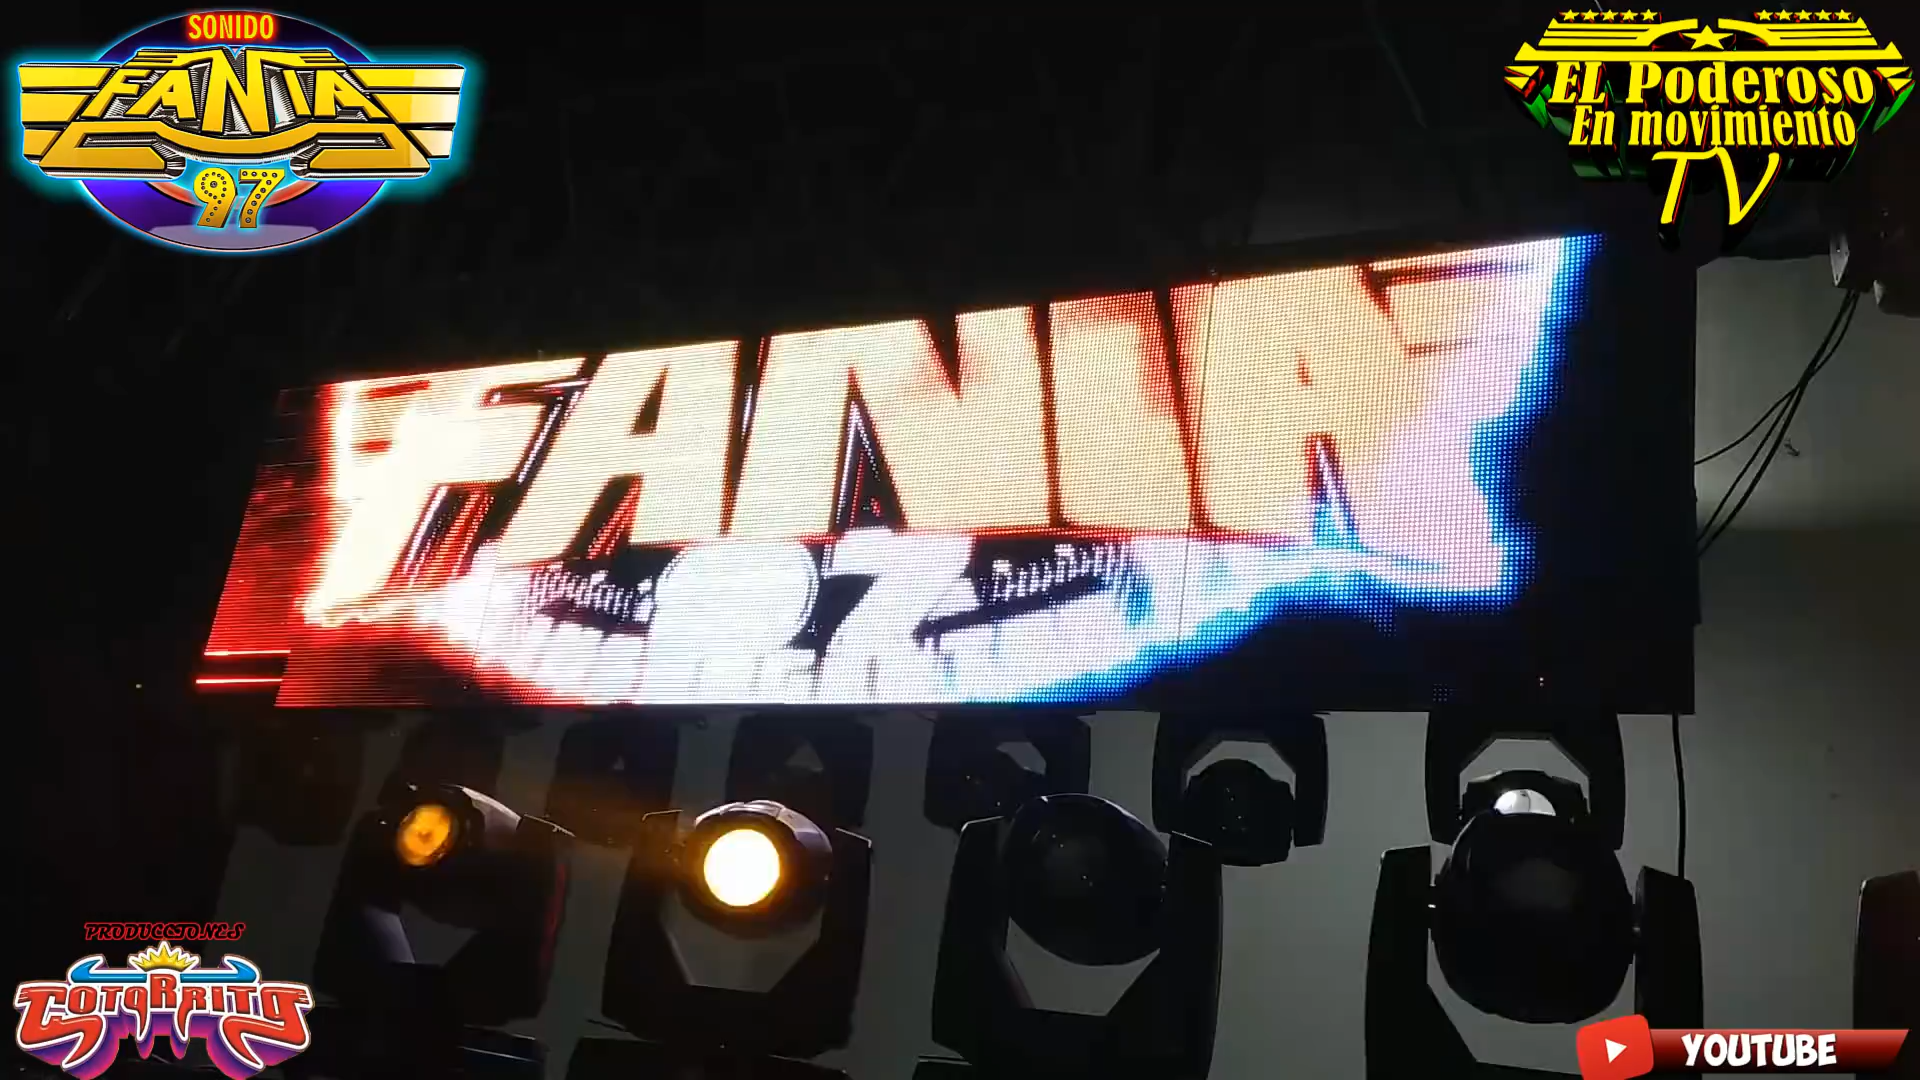 SONIDO
FANIA
97
EL Poderoso
En movimiento
TV
FANIA
97
PRODUCCIONES
COTORRITO
YOUTUBE